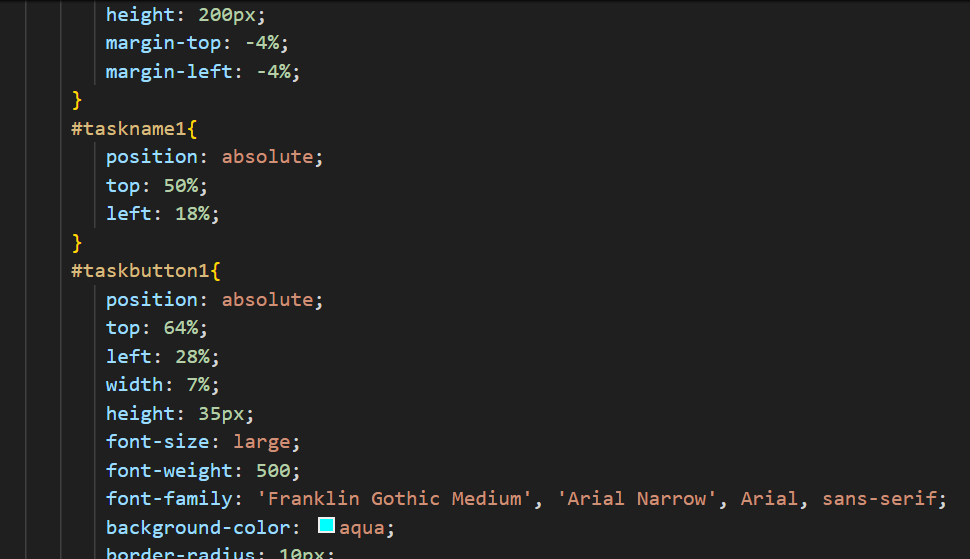 height: 200px;
margin-top: -4%;
margin-left: -4%;
}
#taskname1{
position: absolute;
top: 50%;
left: 18%;
}
#taskbutton1{
position: absolute;
top: 64%;
left: 28%;
width: 7%;
height: 35px;
font-size: large;
font-weight: 500;
font-family: 'Franklin Gothic Medium', 'Arial Narrow', Arial, sans-serif;
background-color: aqua;
border-radius: 10px;